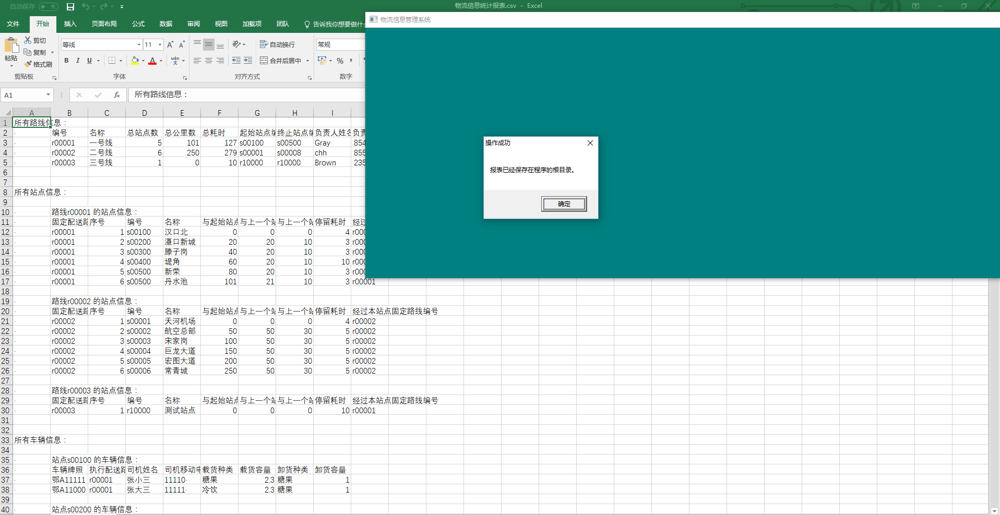 自动保存 关 物流信息统计报表.csv - Excel
文件 开始 插入 页面布局 公式 数据 审阅 视图 加载项 团队 告诉我你想要做什么
物流信息管理系统
粘贴 剪切 复制 格式刷
剪贴板
等线 11
B I U A wén 文
字体
自动换行
合并后居中
对齐方式
常规
% ,
数字
A1 fx 所有路线信息：
A B C D E F G H I
1 所有路线信息：
2 编号 名称 总站点数 总公里数 总耗时 起始站点编 终止站点编 负责人姓名 负责
3 r00001 一号线 5 101 127 s00100 s00500 Gray 854
4 r00002 二号线 6 250 279 s00001 s00008 chh 855
5 r00003 三号线 1 0 10 r10000 r10000 Brown 235
6
7
8 所有站点信息：
9
10 路线r00001 的站点信息：
11 固定配送路 序号 编号 名称 与起始站点 与上一个站 与上一个站 停留耗时 经过
12 r00001 1 s00100 汉口北 0 0 0 4 r000
13 r00001 2 s00200 滠口新城 20 20 10 3 r000
14 r00001 3 s00300 滕子岗 40 20 10 3 r000
15 r00001 4 s00400 堤角 60 20 10 10 r000
16 r00001 5 s00500 新荣 80 20 10 3 r000
17 r00001 6 s00500 丹水池 101 21 10 3 r00001
18
19 路线r00002 的站点信息：
20 固定配送路 序号 编号 名称 与起始站点 与上一个站 与上一个站 停留耗时 经过本站点固定路线编号
21 r00002 1 s00001 天河机场 0 0 0 4 r00002
22 r00002 2 s00002 航空总部 50 50 30 5 r00002
23 r00002 3 s00003 宋家岗 100 50 30 5 r00002
24 r00002 4 s00004 巨龙大道 150 50 30 5 r00002
25 r00002 5 s00005 宏图大道 200 50 30 5 r00002
26 r00002 6 s00006 常青城 250 50 30 5 r00002
27
28 路线r00003 的站点信息：
29 固定配送路 序号 编号 名称 与起始站点 与上一个站 与上一个站 停留耗时 经过本站点固定路线编号
30 r00003 1 r10000 测试站点 0 0 0 10 r00001
31
32
33 所有车辆信息：
34
35 站点s00100 的车辆信息：
36 车辆牌照 执行配送路 司机姓名 司机移动电 载货种类 载货容量 卸货种类 卸货容量
37 鄂A11111 r00001 张小三 11110 糖果 2.3 糖果 1
38 鄂A11000 r00001 张大三 11111 冷饮 2.3 糖果 1
39
40 站点s00200 的车辆信息：
操作成功
报表已经保存在程序的根目录。
确定